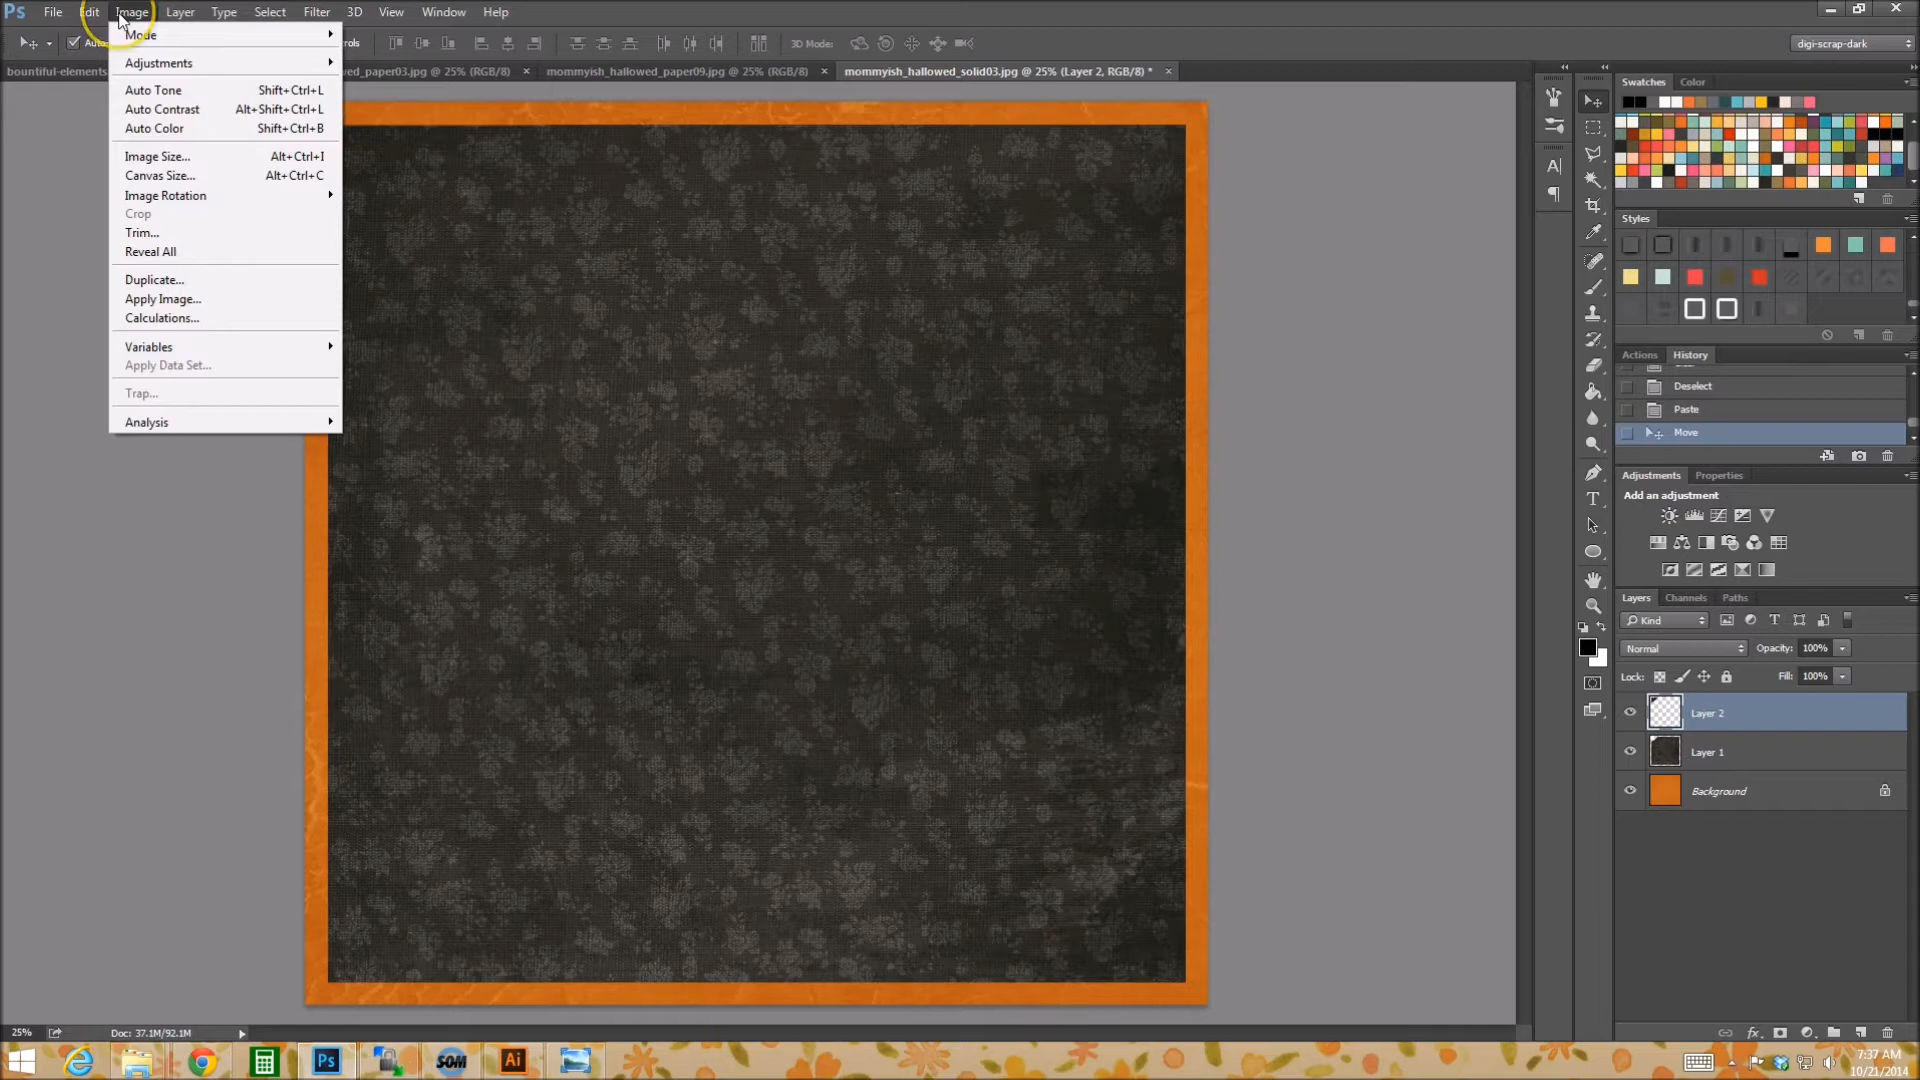 Ps File Edit Image Layer Type Select Filter 3D View Window Help
Auto 3D Mode: digi-scrap-dark
bountiful-elements mommyish_hallowed_paper09.jpg @ 25% (RGB/8) × mommyish_hallowed_solid03.jpg @ 25% (Layer 2, RGB/8) * ×
Mode
Adjustments
Auto Tone Shift+Ctrl+L
Auto Contrast Alt+Shift+Ctrl+L
Auto Color Shift+Ctrl+B
Image Size... Alt+Ctrl+I
Canvas Size... Alt+Ctrl+C
Image Rotation
Crop
Trim...
Reveal All
Duplicate...
Apply Image...
Calculations...
Variables
Apply Data Set...
Trap...
Analysis
Swatches Color
Styles
Actions History
Deselect
Paste
Move
Adjustments Properties
Add an adjustment
Layers Channels Paths
Kind
Normal Opacity: 100%
Lock: Fill: 100%
Layer 2
Layer 1
Background
25% Doc: 37.1M/92.1M
Ps SOM Ai
7:37 AM
10/21/2014